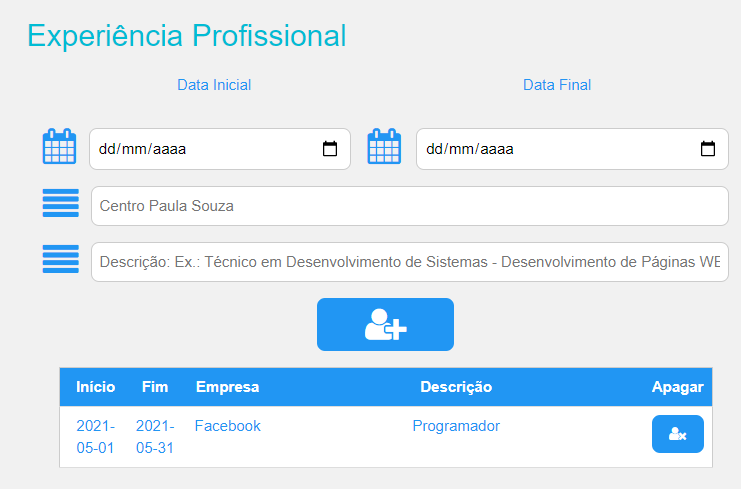 Experiência Profissional
Data Inicial Data Final
dd/mm/aaaa dd/mm/aaaa
Centro Paula Souza
Descrição: Ex.: Técnico em Desenvolvimento de Sistemas - Desenvolvimento de Páginas WE
Início Fim Empresa Descrição Apagar
2021- 2021- Facebook Programador
05-01 05-31